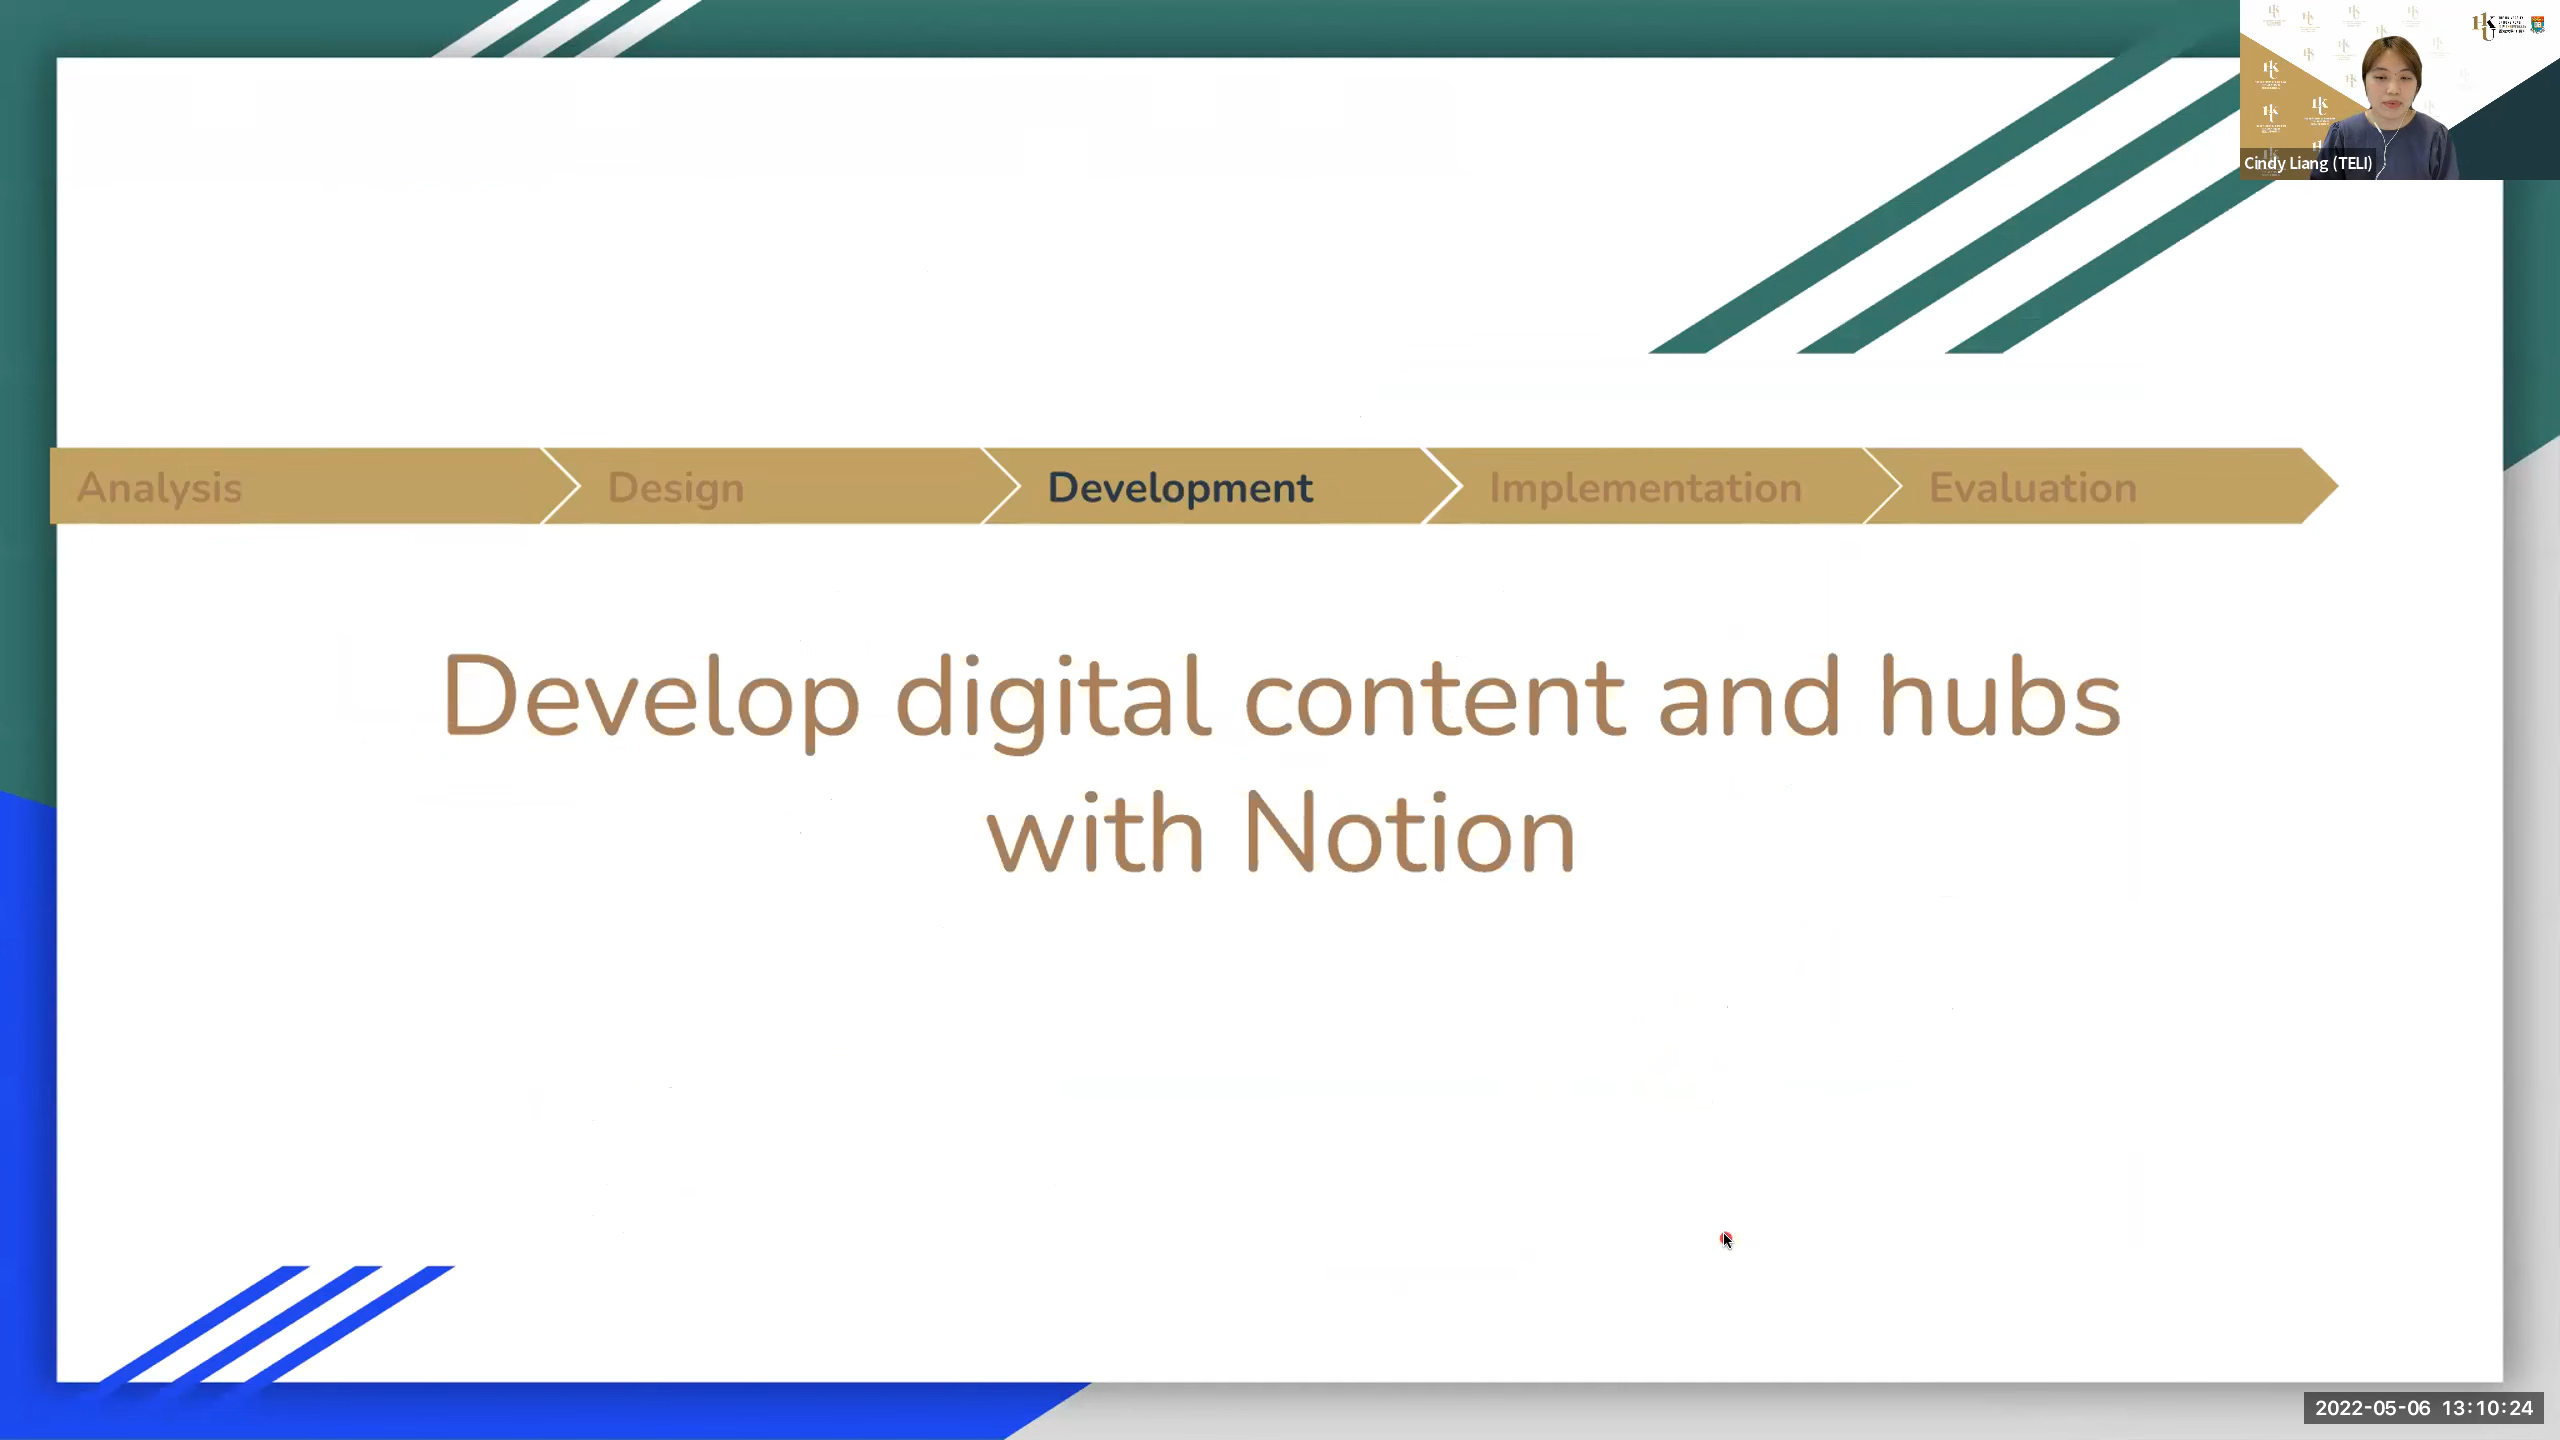 Cindy Liang (TELI)
Analysis
Design
Development
Implementation
Evaluation
Develop digital content and hubs
with Notion
2022-05-06 13:10:24